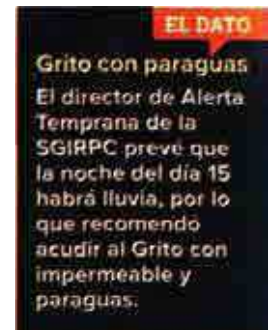 EL DATO
Grito con paraguas
El director de Alerta
Temprana de la
SGIRPC prevé que
la noche del día 15
habrá lluvia, por lo
que recomendó
acudir al Grito con
impermeable y
paraguas.